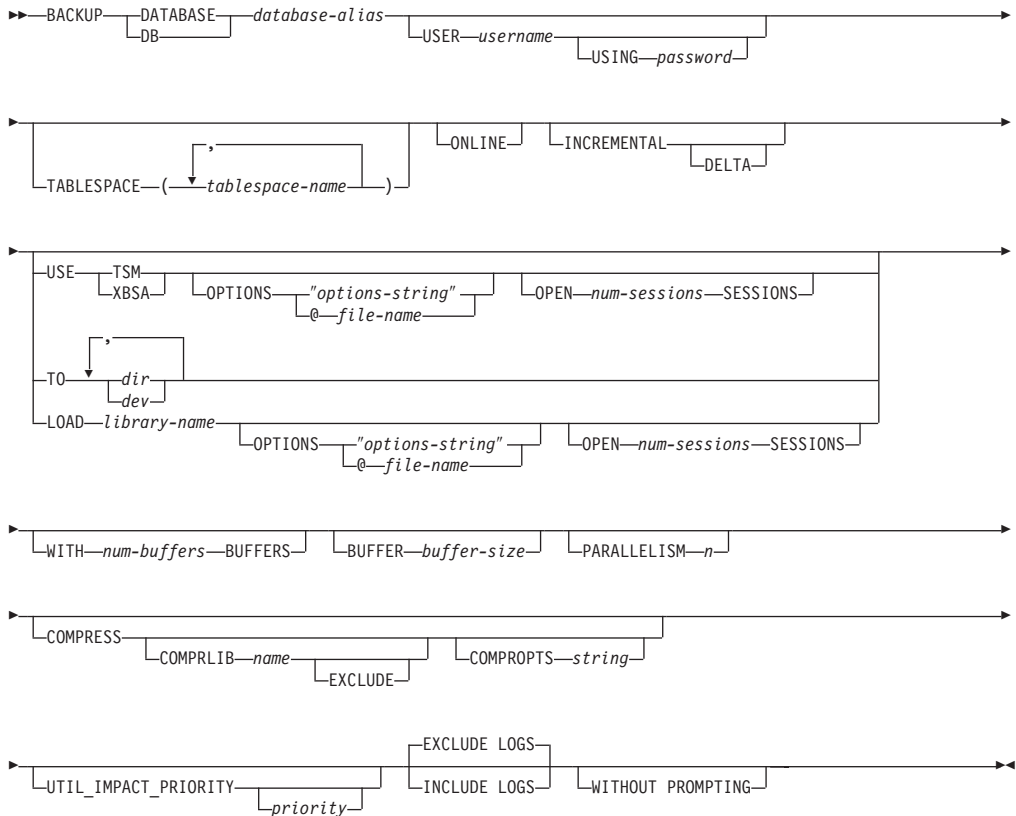 BACKUP DATABASE database-alias
DB USER username
USING password
, ONLINE INCREMENTAL
TABLESPACE ( tablespace-name ) DELTA
USE TSM
XBSA OPTIONS "options-string" OPEN num-sessions SESSIONS
@ file-name
,
TO dir
dev
LOAD library-name
OPTIONS "options-string" OPEN num-sessions SESSIONS
@ file-name
WITH num-buffers BUFFERS BUFFER buffer-size PARALLELISM n
COMPRESS
COMPRLIB name COMPROPTS string
EXCLUDE
EXCLUDE LOGS
UTIL_IMPACT_PRIORITY INCLUDE LOGS WITHOUT PROMPTING
priority